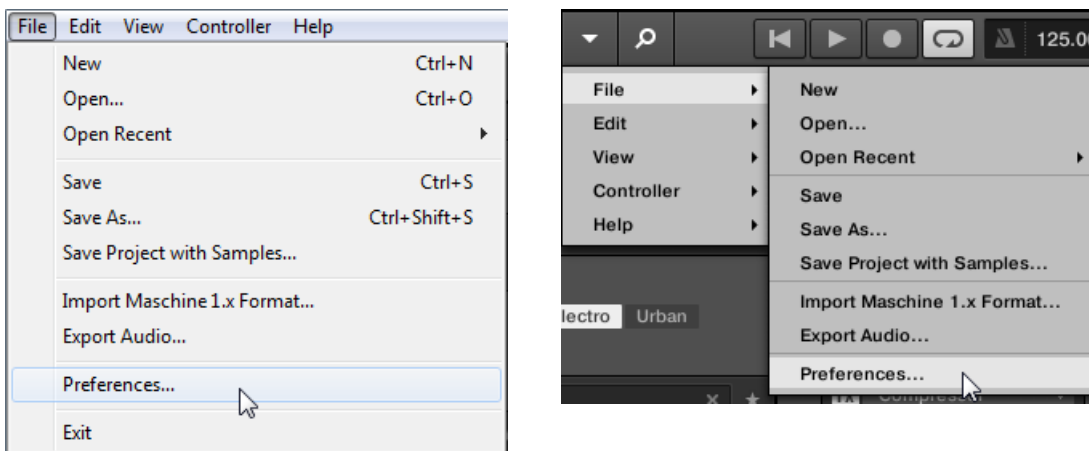 File Edit View Controller Help
New Ctrl+N
Open... Ctrl+O
Open Recent
Save Ctrl+S
Save As... Ctrl+Shift+S
Save Project with Samples...
Import Maschine 1.x Format...
Export Audio...
Preferences...
Exit
125.00
File
Edit
View
Controller
Help
New
Open...
Open Recent
Save
Save As...
Save Project with Samples...
Import Maschine 1.x Format...
Export Audio...
Preferences...
lectro Urban
Compressor